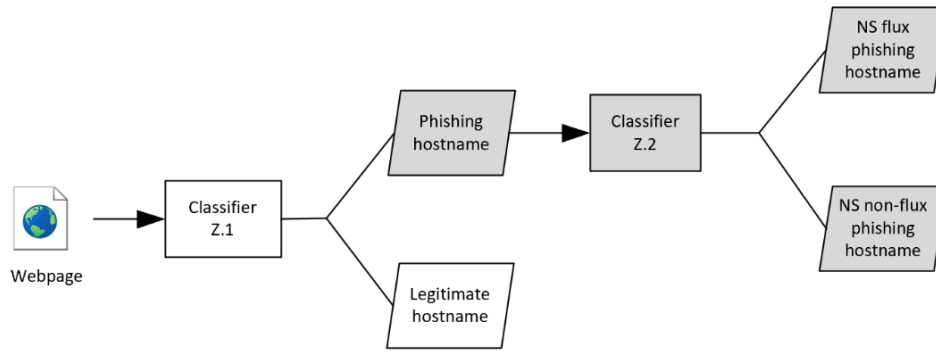 NS flux
phishing
hostname
Phishing
hostname
Classifier
Z.2
Classifier
Z.1
NS non-flux
phishing
hostname
Webpage
Legitimate
hostname